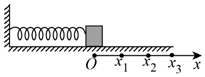 O x₁ x₂ x₃ x